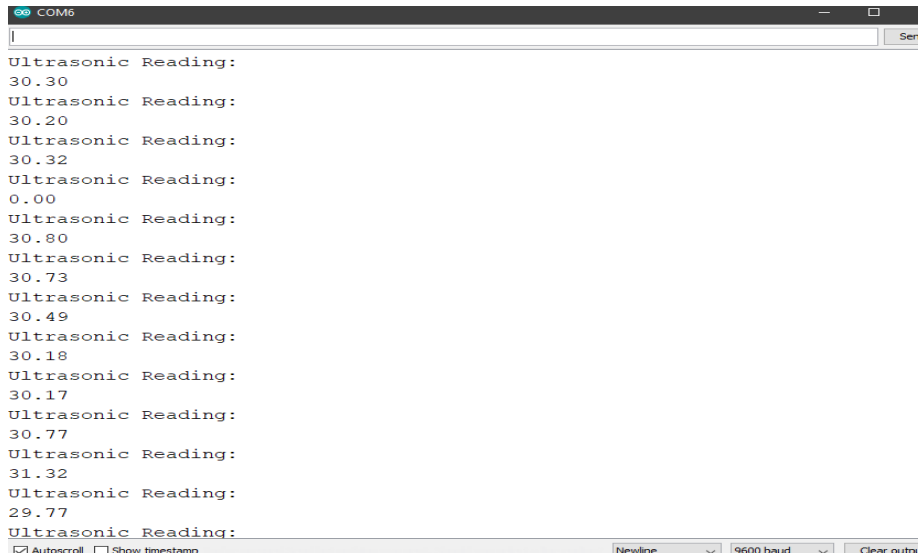 COM6
Ultrasonic Reading:
30.30
Ultrasonic Reading:
30.20
Ultrasonic Reading:
30.32
Ultrasonic Reading:
0.00
Ultrasonic Reading:
30.80
Ultrasonic Reading:
30.73
Ultrasonic Reading:
30.49
Ultrasonic Reading:
30.18
Ultrasonic Reading:
30.17
Ultrasonic Reading:
30.77
Ultrasonic Reading:
31.32
Ultrasonic Reading:
29.77
Ultrasonic Reading:
Autoscroll Show timestamp Newline 9600 baud Clear